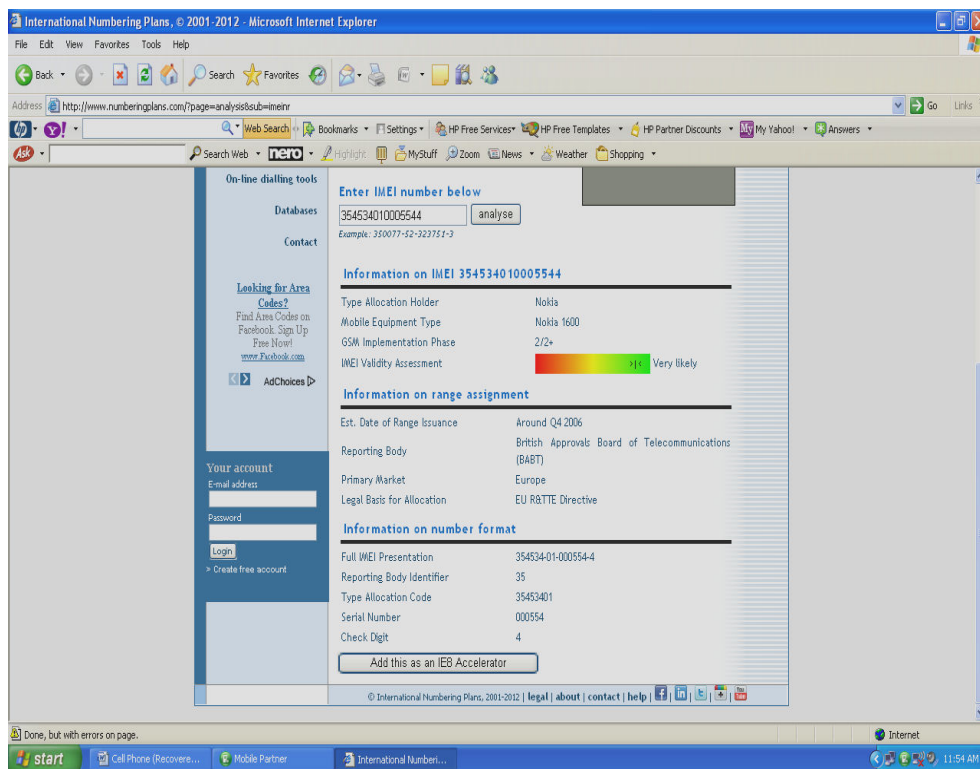 International Numbering Plans, © 2001-2012 - Microsoft Internet Explorer
File Edit View Favorites Tools Help
Back Search Favorites
Address http://www.numberingplans.com/?page=analysis&sub=imeinr Go Links
Web Search Bookmarks Settings HP Free Services HP Free Templates HP Partner Discounts My Yahoo! Answers
Ask Search Web nero Highlight MyStuff Zoom News Weather Shopping
On-line dialling tools
Databases
Contact
Looking for Area
Codes?
Find Area Codes on
Facebook. Sign Up
Free Now!
www.Facebook.com
AdChoices
Your account
E-mail address
Password
Login
> Create free account
Enter IMEI number below
354534010005544 analyse
Example: 350077-52-323751-3
Information on IMEI 354534010005544
Type Allocation Holder Nokia
Mobile Equipment Type Nokia 1600
GSM Implementation Phase 2/2+
IMEI Validity Assessment >|< Very likely
Information on range assignment
Est. Date of Range Issuance Around Q4 2006
Reporting Body British Approvals Board of Telecommunications
(BABT)
Primary Market Europe
Legal Basis for Allocation EU R&TTE Directive
Information on number format
Full IMEI Presentation 354534-01-000554-4
Reporting Body Identifier 35
Type Allocation Code 35453401
Serial Number 000554
Check Digit 4
Add this as an IE8 Accelerator
© International Numbering Plans, 2001-2012 | legal | about | contact | help |
Done, but with errors on page. Internet
start Cell Phone (Recovere... Mobile Partner International Numberi... 11:54 AM